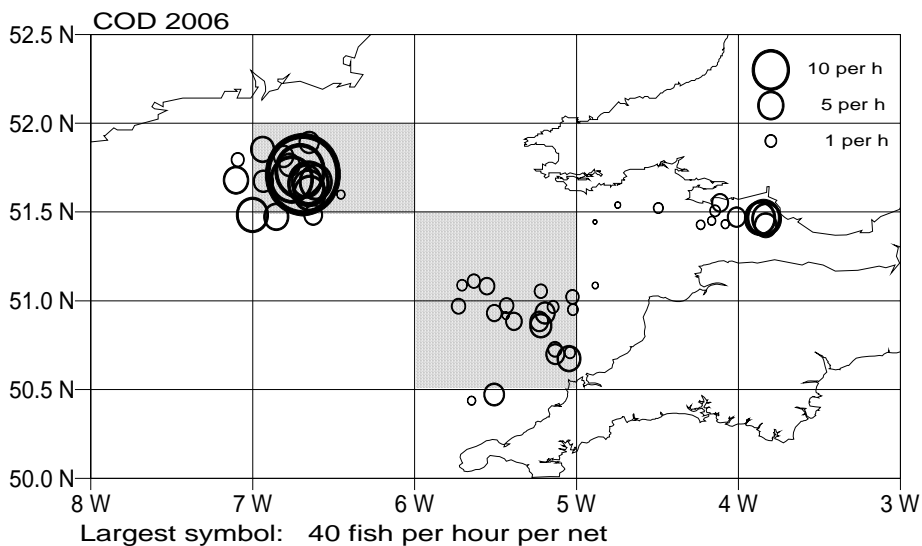 COD 2006
52.5 N
52.0 N
51.5 N
51.0 N
50.5 N
50.0 N
10 per h
5 per h
1 per h
8 W 7 W 6 W 5 W 4 W 3 W
Largest symbol: 40 fish per hour per net